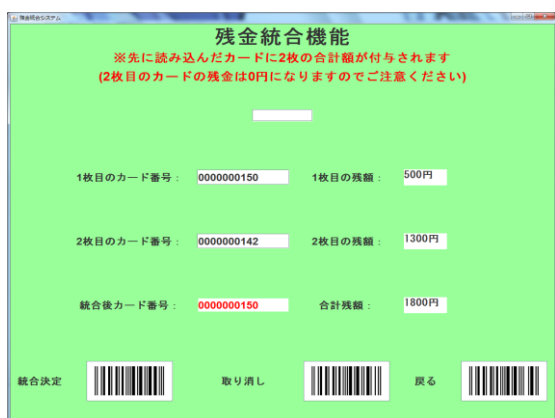 残金統合システム
残金統合機能
※先に読み込んだカードに2枚の合計額が付与されます
(2枚目のカードの残金は0円になりますのでご注意ください)
1枚目のカード番号： 0000000150 1枚目の残額： 500円
2枚目のカード番号： 0000000142 2枚目の残額： 1300円
統合後カード番号： 0000000150 合計残額： 1800円
統合決定 取り消し 戻る